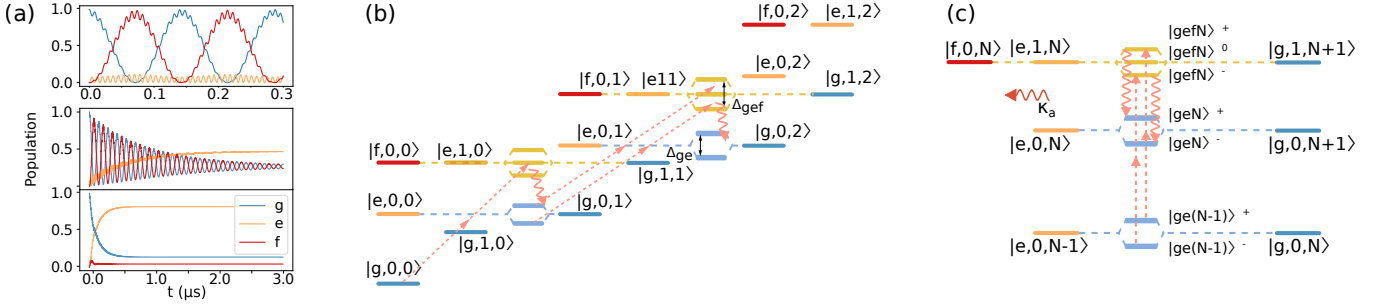 (a)
1.0
0.5
0.0
0.0
0.1
0.2
0.3
Population
1.0
0.5
0.0
1.0
0.5
0.0
g
e
f
0.0
1.0
2.0
3.0
t (μs)
(b)
|f,0,2⟩ |e,1,2⟩
|e,0,2⟩
|f,0,1⟩ |e11⟩
|g,1,2⟩
Δgef
|e,0,1⟩
|g,0,2⟩
Δge
|f,0,0⟩ |e,1,0⟩
|g,1,1⟩
|e,0,0⟩
|g,0,1⟩
|g,1,0⟩
|g,0,0⟩
(c)
|f,0,N⟩ |e,1,N⟩
|gefN⟩ +
|gefN⟩ 0
|gefN⟩ -
|g,1,N+1⟩
κa
|geN⟩ +
|geN⟩ -
|e,0,N⟩
|g,0,N+1⟩
|ge(N-1)⟩ +
|ge(N-1)⟩ -
|e,0,N-1⟩
|g,0,N⟩